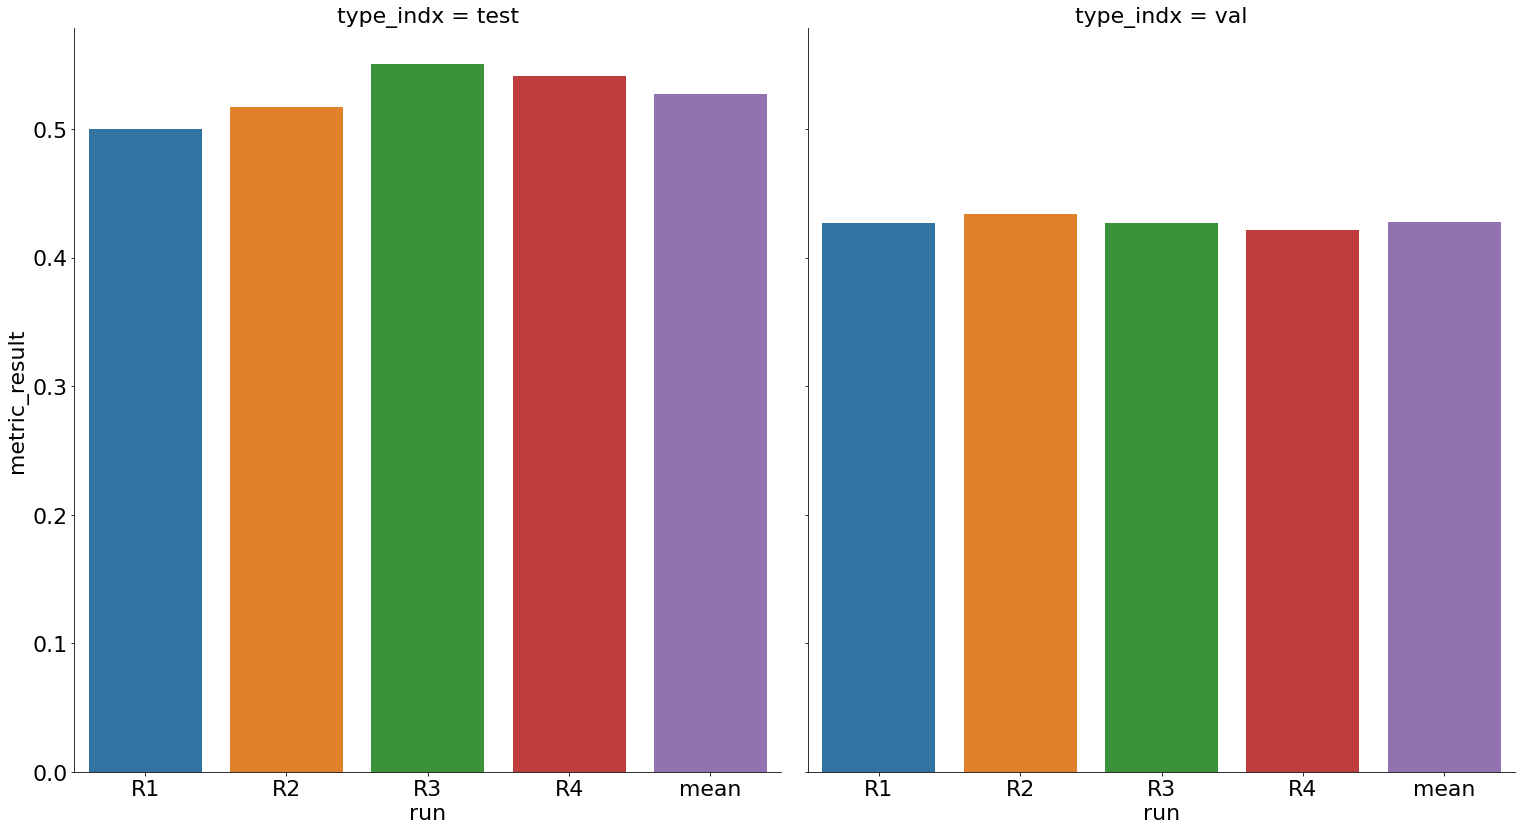 type_indx = test
type_indx = val
metric_result
0.5
0.4
0.3
0.2
0.1
0.0
R1 R2 R3 R4 mean
run
R1 R2 R3 R4 mean
run